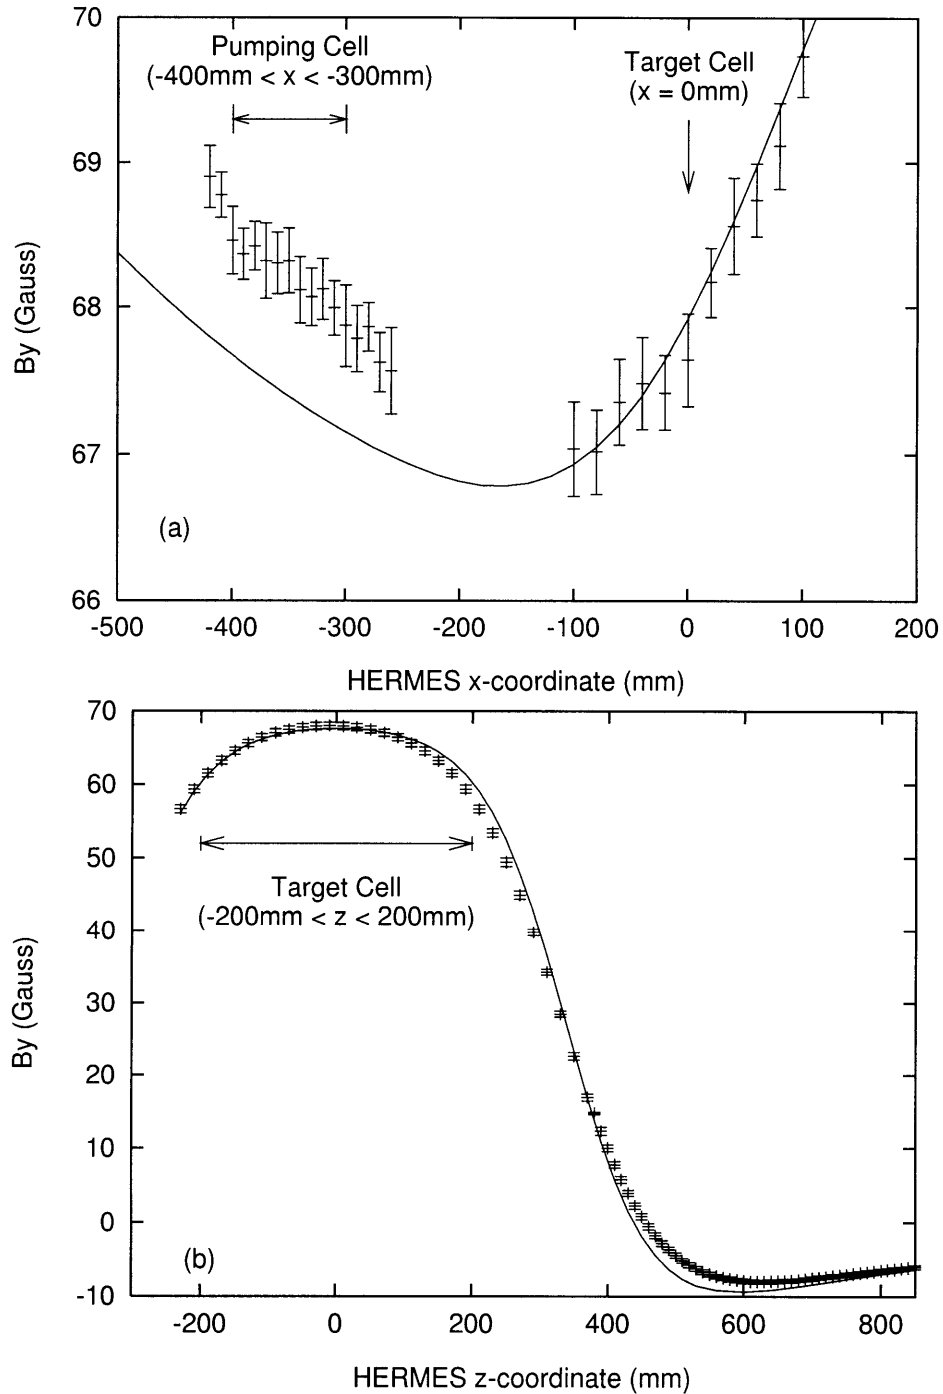 70
69
68
67
66
By (Gauss)
Pumping Cell
(-400mm < x < -300mm)
Target Cell
(x = 0mm)
(a)
-500 -400 -300 -200 -100 0 100 200
HERMES x-coordinate (mm)
70
60
50
40
30
20
10
0
-10
By (Gauss)
Target Cell
(-200mm < z < 200mm)
(b)
-200 0 200 400 600 800
HERMES z-coordinate (mm)